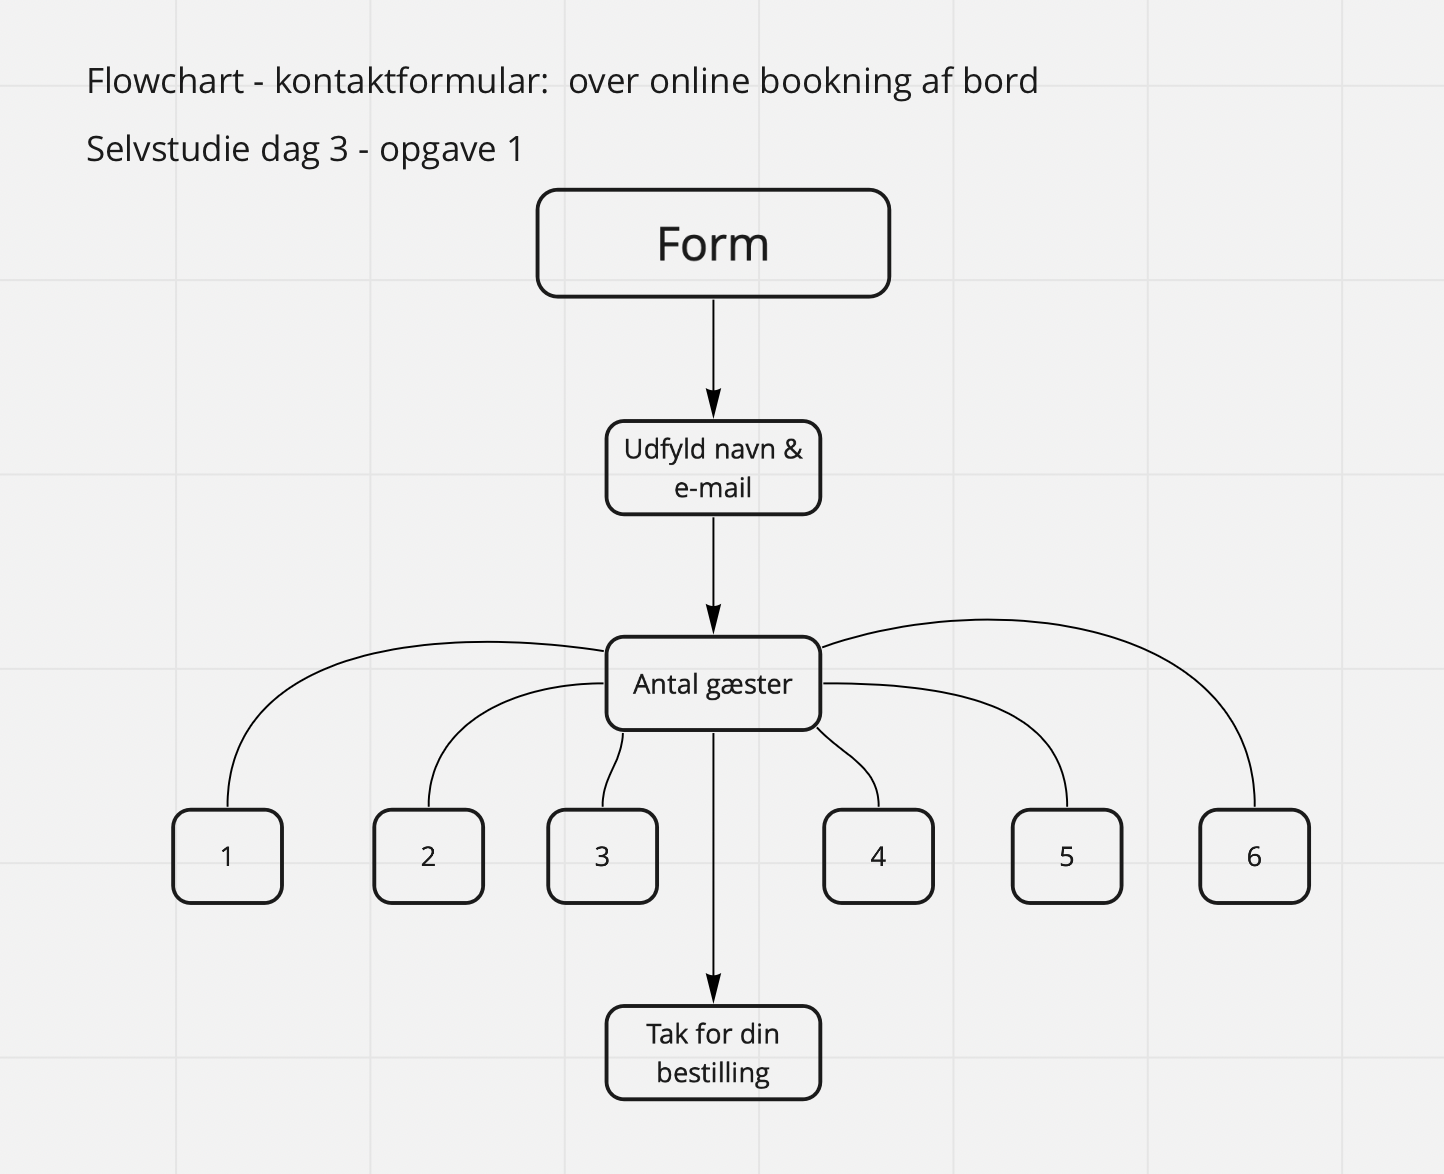 Flowchart - kontaktformular:  over online bookning af bord
Selvstudie dag 3 - opgave 1
Form
Udfyld navn &
e-mail
Antal gæster
1
2
3
4
5
6
Tak for din
bestilling